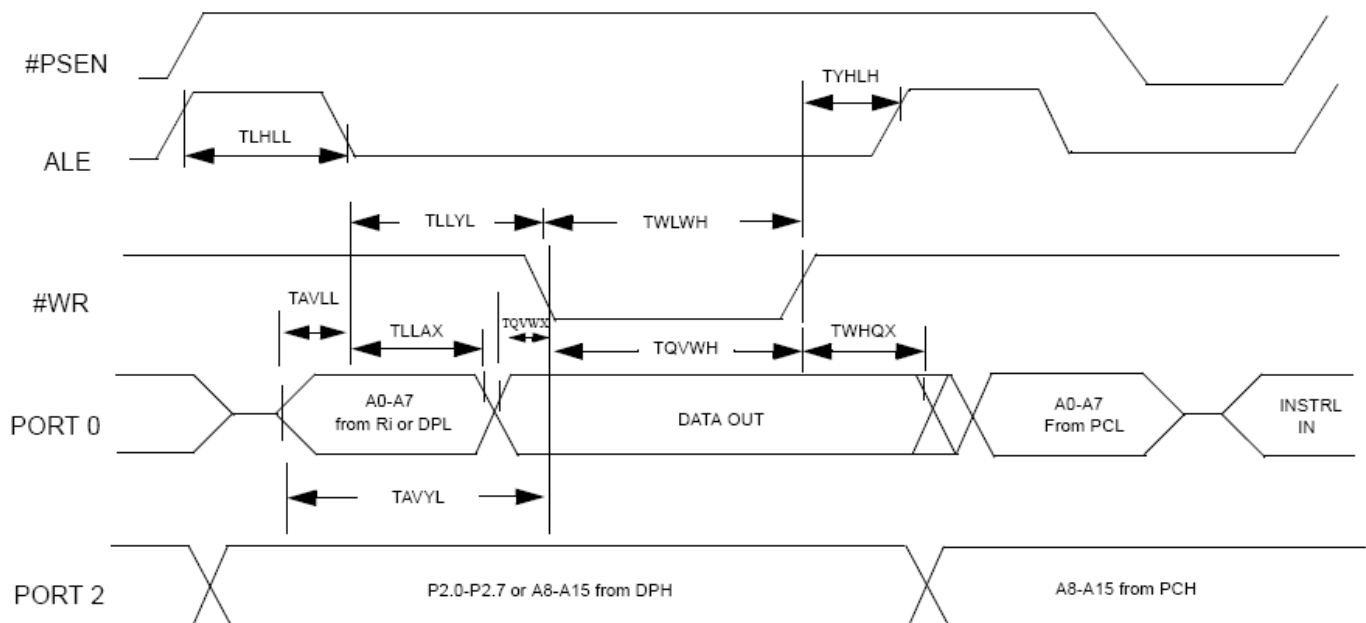 #PSEN
TYHLH
TLHLL
ALE
TLLYL
TWLWH
#WR
TAVLL
TLLAX
TQVWX
TQVWH
TWHQX
PORT 0
A0-A7
from Ri or DPL
DATA OUT
A0-A7
From PCL
INSTRL
IN
TAVYL
PORT 2
P2.0-P2.7 or A8-A15 from DPH
A8-A15 from PCH